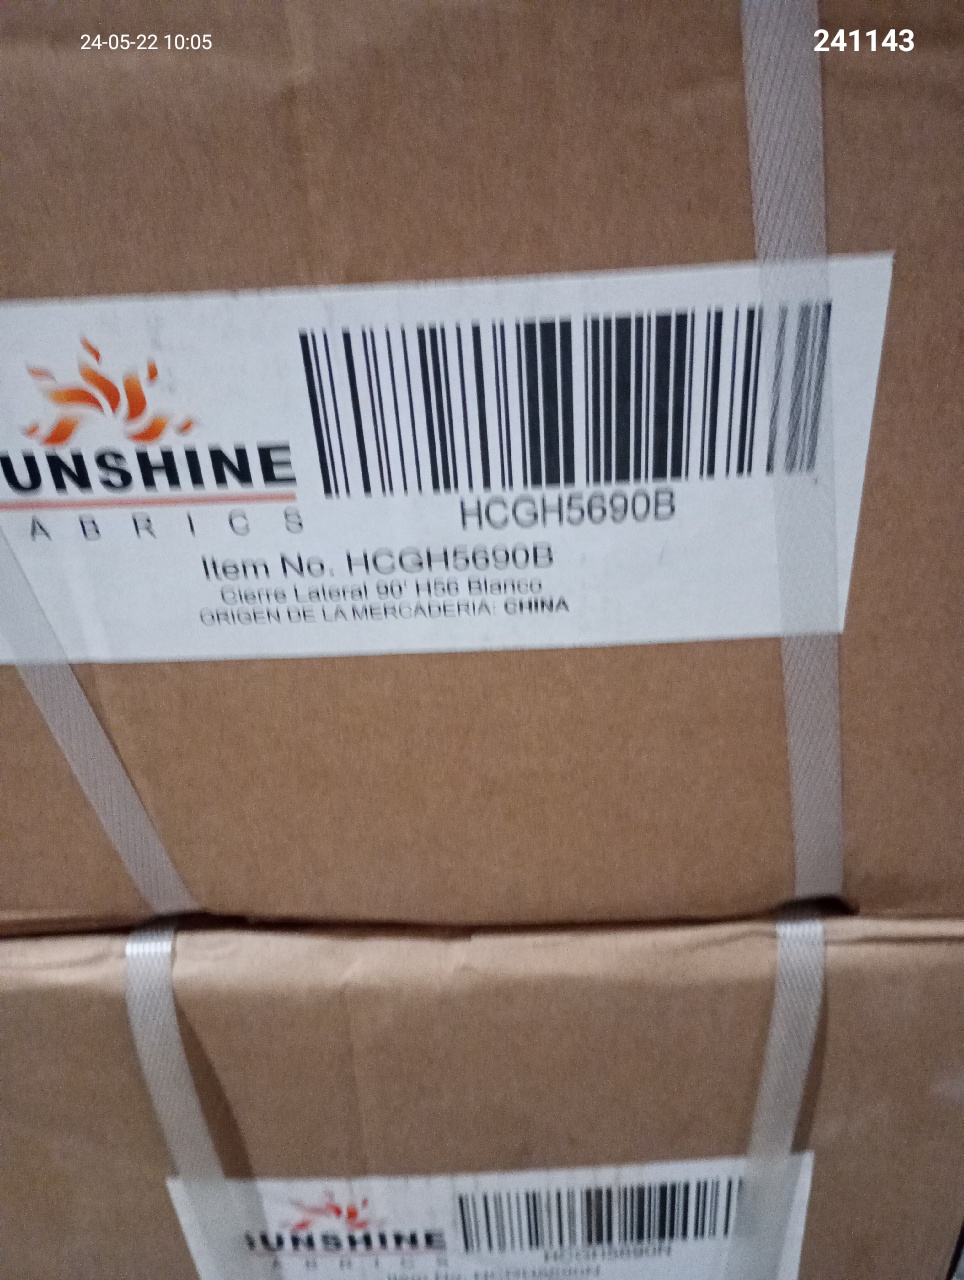 24-05-22 10:05
241143
UNSHINE
A B R I C S
HCGH5690B
Item No. HCGH5690B
Cierre Lateral 90' H56 Blanco
ORIGEN DE LA MERCADERIA: CHINA
UNSHINE
HCGH5690N